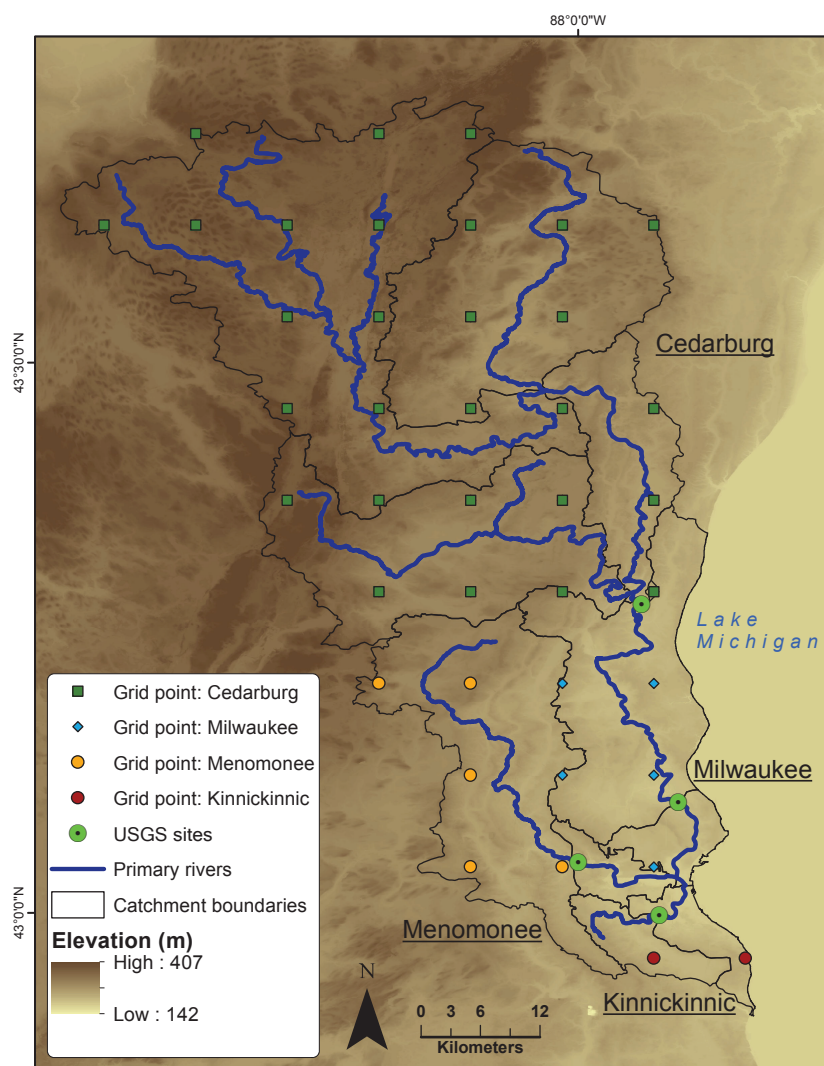 88°0'0"W
43°30'0"N
Cedarburg
Lake
Michigan
Grid point: Cedarburg
Grid point: Milwaukee
Grid point: Menomonee
Grid point: Kinnickinnic
USGS sites
Primary rivers
Catchment boundaries
Elevation (m)
High : 407
Low : 142
Milwaukee
43°0'0"N
Menomonee
Kinnickinnic
N
0 3 6 12
Kilometers